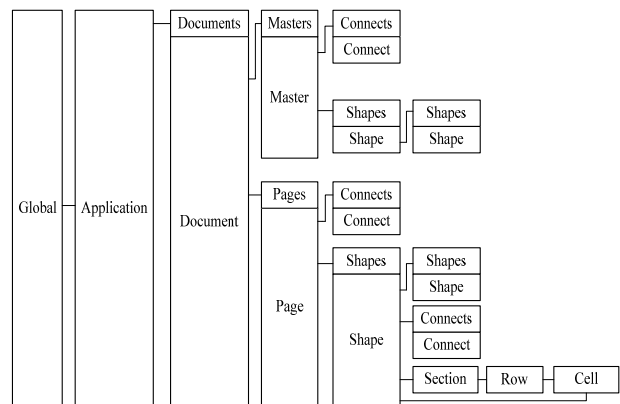 Documents
Masters
Connects
Connect
Master
Shapes
Shapes
Shape
Shape
Global
Application
Document
Pages
Connects
Connect
Page
Shapes
Shapes
Shape
Shape
Connects
Connect
Section
Row
Cell